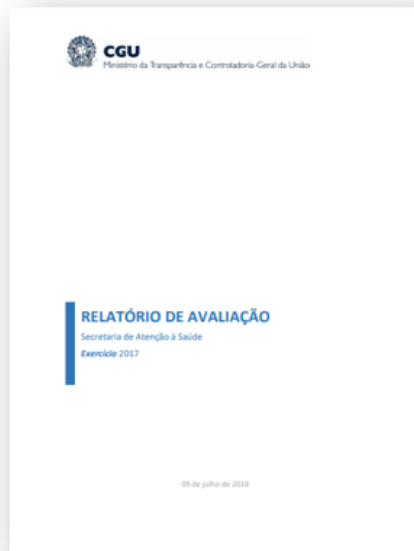 CGU
Ministério da Transparência e Controladoria-Geral da União
RELATÓRIO DE AVALIAÇÃO
Secretaria de Atenção à Saúde
Exercício 2017
09 de julho de 2018